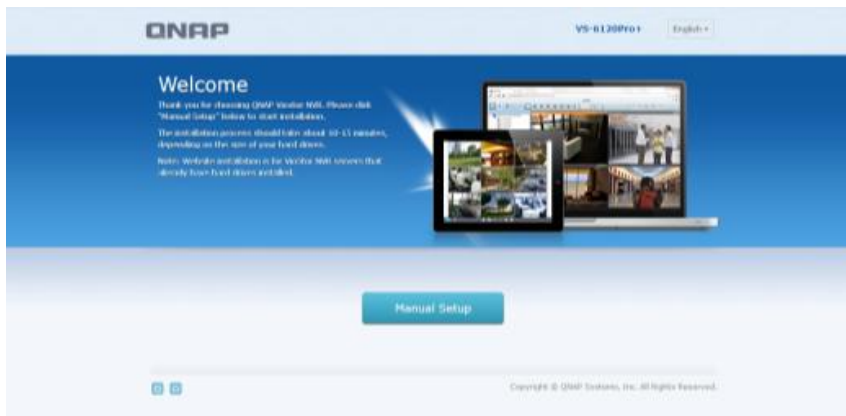 QNAP
VS-6120Pro+
English
Welcome
Thank you for choosing QNAP VioStor NVR. Please click
"Manual Setup" below to start installation.
The installation process should take about 10-15 minutes,
depending on the size of your hard drives.
Note: Website installation is for VioStor NVR servers that
already have hard drives installed.
Manual Setup
Copyright © QNAP Systems, Inc. All Rights Reserved.